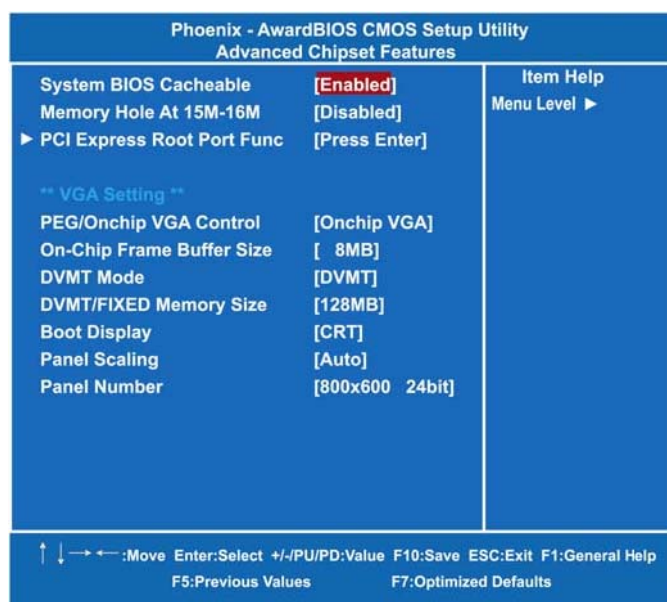 Phoenix - AwardBIOS CMOS Setup Utility
Advanced Chipset Features
System BIOS Cacheable [Enabled]
Memory Hole At 15M-16M [Disabled]
► PCI Express Root Port Func [Press Enter]
** VGA Setting **
PEG/Onchip VGA Control [Onchip VGA]
On-Chip Frame Buffer Size [ 8MB]
DVMT Mode [DVMT]
DVMT/FIXED Memory Size [128MB]
Boot Display [CRT]
Panel Scaling [Auto]
Panel Number [800x600 24bit]
Item Help
Menu Level ►
↑ ↓ → ← :Move Enter:Select +/-/PU/PD:Value F10:Save ESC:Exit F1:General Help
F5:Previous Values F7:Optimized Defaults